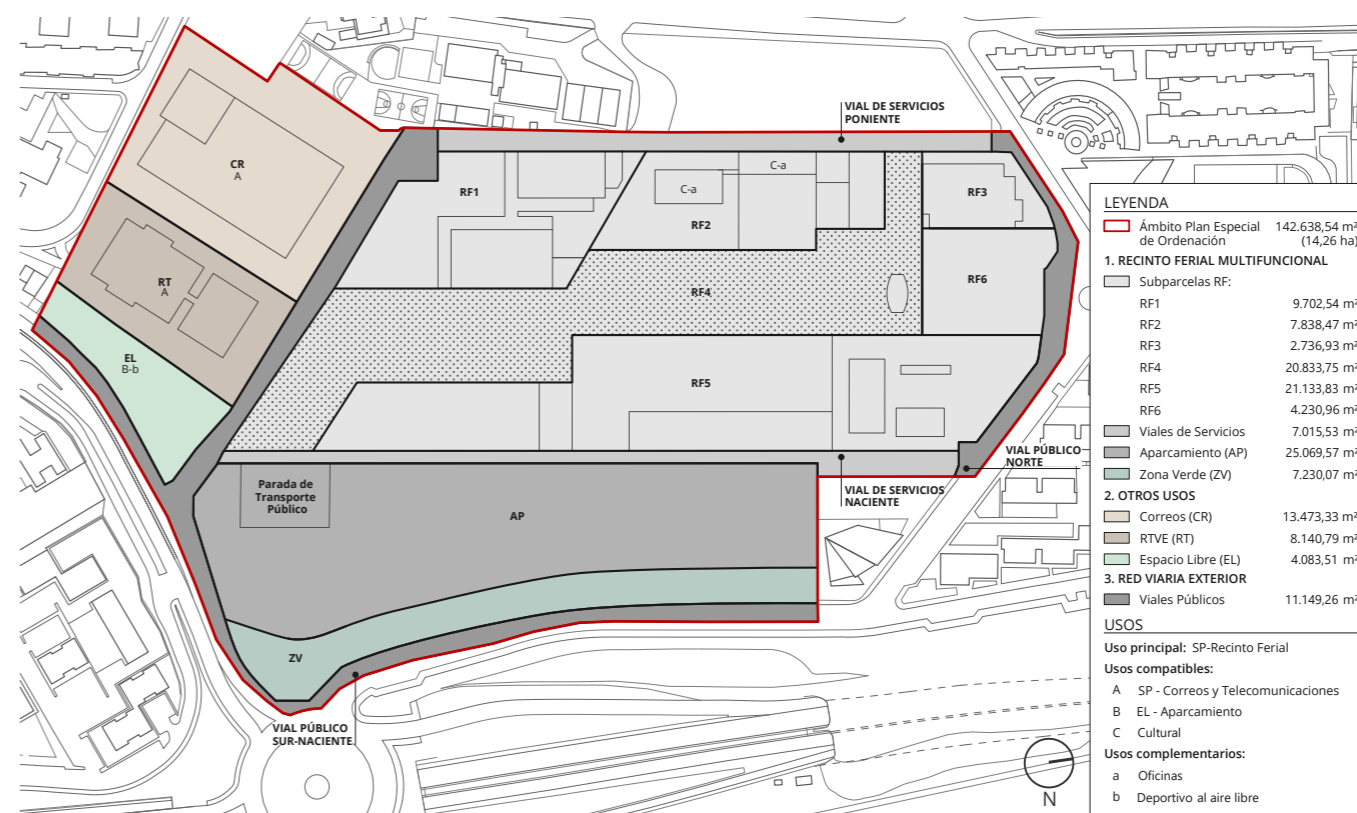 VIAL DE SERVICIOS
PONIENTE
CR
A
RF1
C-a
C-a
RF2
RF3
RT
A
RF4
RF6
EL
B-b
RF5
VIAL PÚBLICO
NORTE
VIAL DE SERVICIOS
NACIENTE
Parada de
Transporte
Público
AP
ZV
VIAL PÚBLICO
SUR-NACIENTE
N
LEYENDA
Ámbito Plan Especial 142.638,54 m²
de Ordenación (14,26 ha)
1. RECINTO FERIAL MULTIFUNCIONAL
Subparcelas RF:
RF1 9.702,54 m²
RF2 7.838,47 m²
RF3 2.736,93 m²
RF4 20.833,75 m²
RF5 21.133,83 m²
RF6 4.230,96 m²
Viales de Servicios 7.015,53 m²
Aparcamiento (AP) 25.069,57 m²
Zona Verde (ZV) 7.230,07 m²
2. OTROS USOS
Correos (CR) 13.473,33 m²
RTVE (RT) 8.140,79 m²
Espacio Libre (EL) 4.083,51 m²
3. RED VIARIA EXTERIOR
Viales Públicos 11.149,26 m²
USOS
Uso principal: SP-Recinto Ferial
Usos compatibles:
A SP - Correos y Telecomunicaciones
B EL - Aparcamiento
C Cultural
Usos complementarios:
a Oficinas
b Deportivo al aire libre